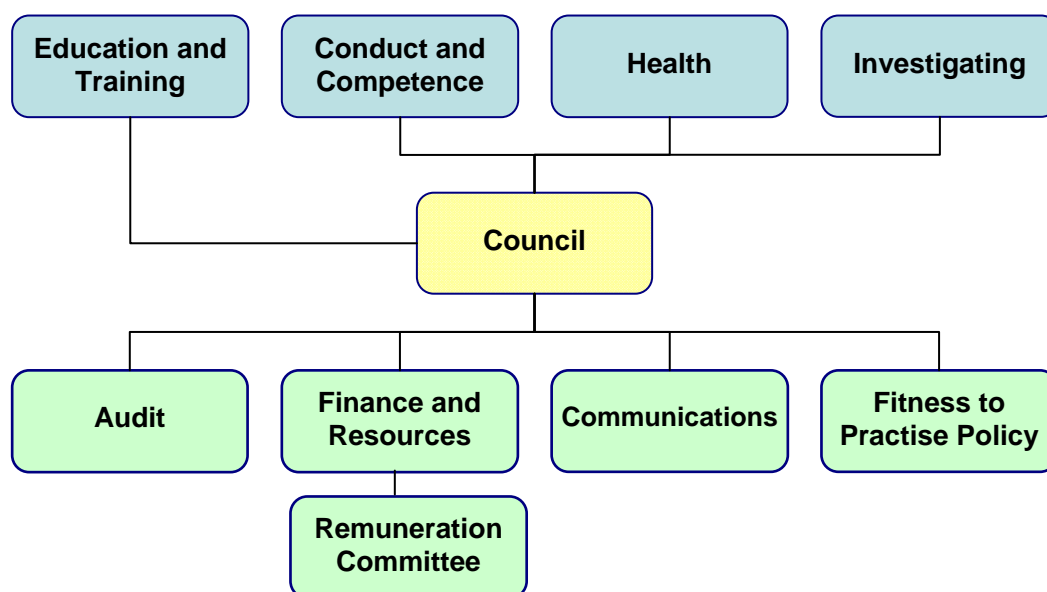 Education and
Training
Conduct and
Competence
Health
Investigating
Council
Audit
Finance and
Resources
Communications
Fitness to
Practise Policy
Remuneration
Committee